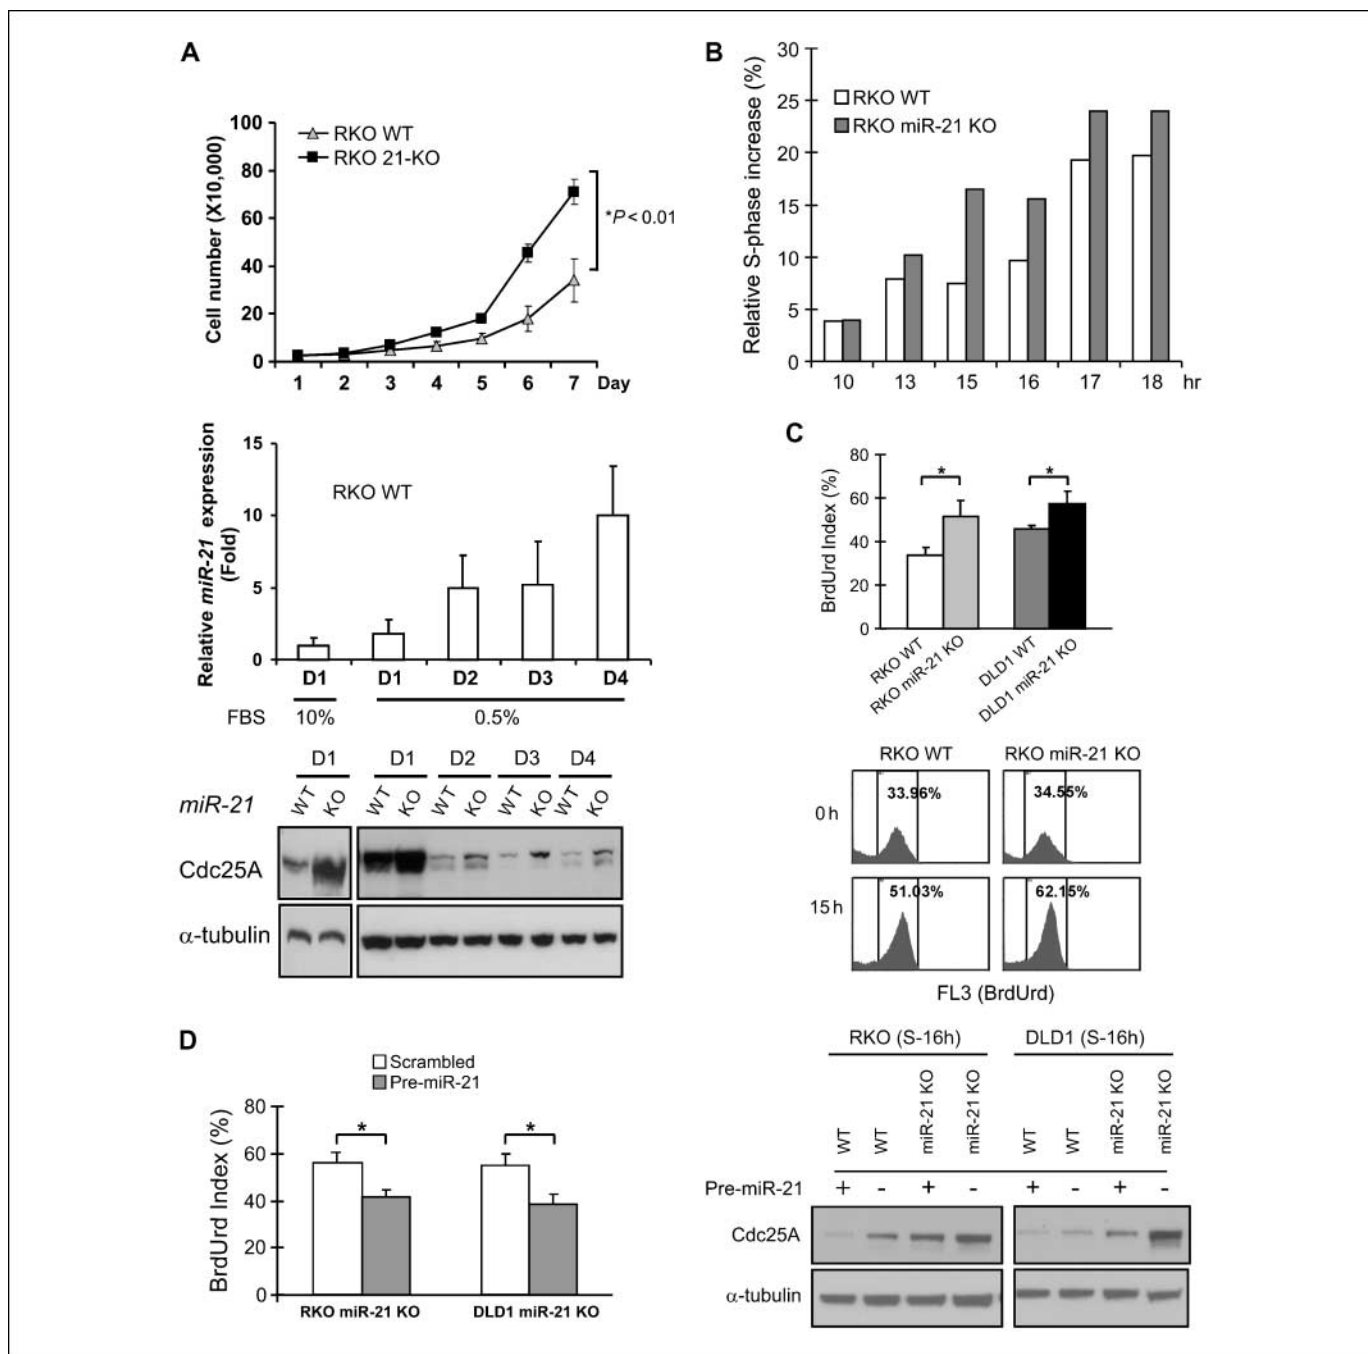 A
100
80
60
40
20
0
Cell number (X10,000)
RKO WT
RKO 21-KO
*P < 0.01
1 2 3 4 5 6 7 Day
15
10
5
0
Relative miR-21 expression
(Fold)
RKO WT
D1 D1 D2 D3 D4
FBS 10% 0.5%
D1 D1 D2 D3 D4
miR-21 WT KO WT KO WT KO WT KO WT KO
Cdc25A
α-tubulin
B
30
25
20
15
10
5
0
Relative S-phase increase (%)
RKO WT
RKO miR-21 KO
10 13 15 16 17 18 hr
C
80
60
40
20
0
BrdUrd Index (%)
* *
RKO WT
RKO miR-21 KO
DLD1 WT
DLD1 miR-21 KO
RKO WT RKO miR-21 KO
0 h 33.96% 34.55%
15 h 51.03% 62.15%
FL3 (BrdUrd)
D
Scrambled
Pre-miR-21
80
60
40
20
0
BrdUrd Index (%)
* *
RKO miR-21 KO DLD1 miR-21 KO
RKO (S-16h) DLD1 (S-16h)
WT WT miR-21 KO miR-21 KO WT WT miR-21 KO miR-21 KO
Pre-miR-21 + - + - + - + -
Cdc25A
α-tubulin